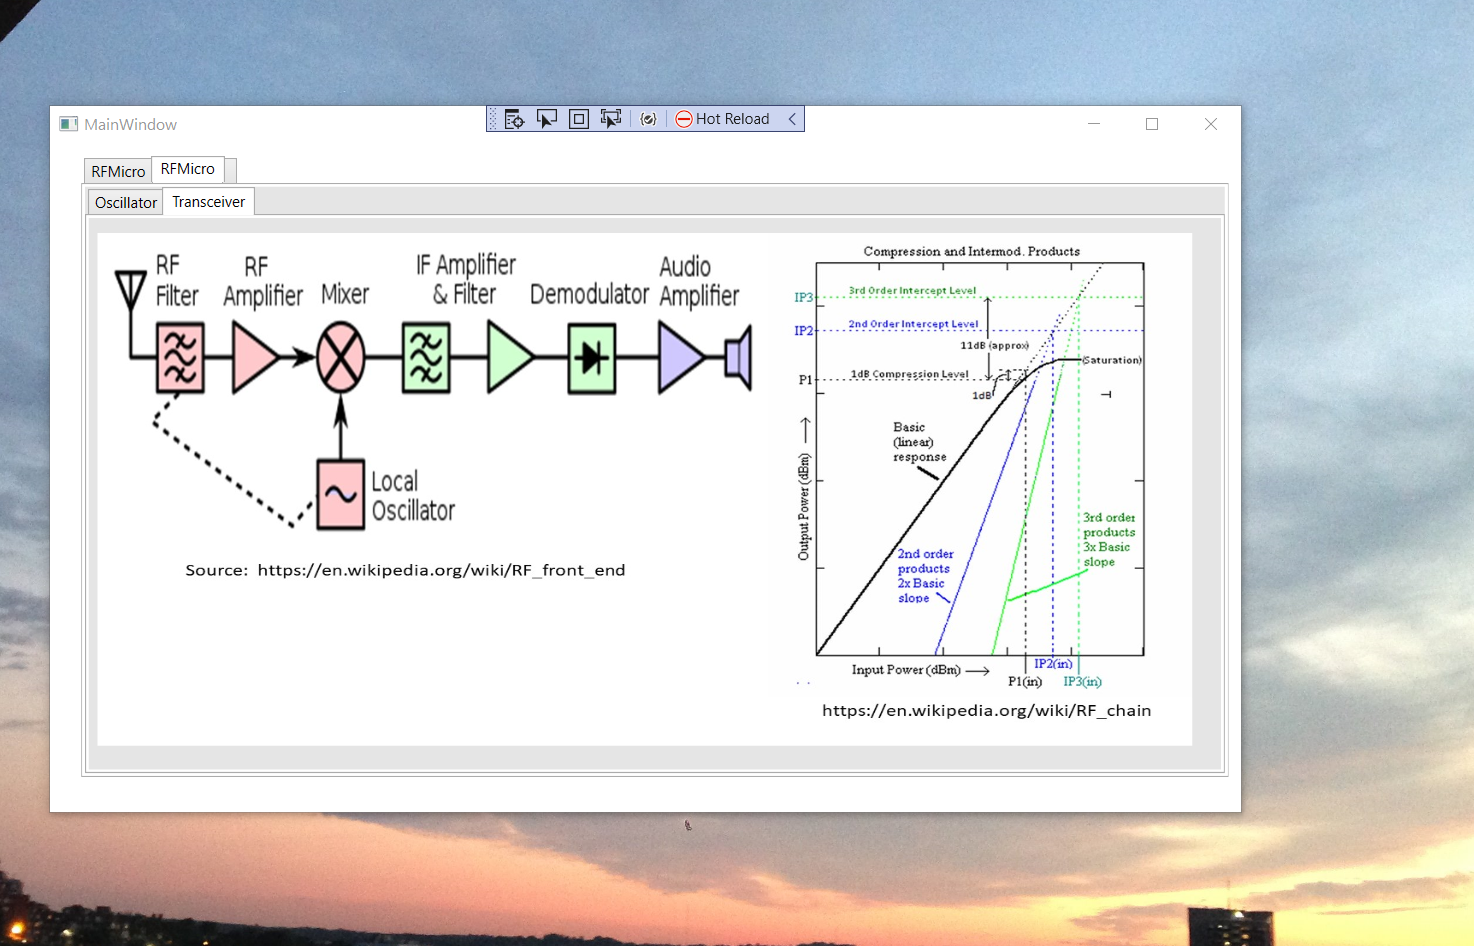 MainWindow
Hot Reload
RFMicro
RFMicro
Oscillator
Transceiver
RF
Filter
RF
Amplifier
Mixer
IF Amplifier
& Filter
Demodulator
Audio
Amplifier
Local
Oscillator
Source: https://en.wikipedia.org/wiki/RF_front_end
Compression and Intermod. Products
IP3
3rd Order Intercept Level
IP2
2nd Order Intercept Level
11dB (approx)
(Saturation)
P1
1dB Compression Level
1dB
Basic
(linear)
response
Output Power (dBm)
3rd order
products
3x Basic
slope
2nd order
products
2x Basic
slope
Input Power (dBm)
IP2(in)
P1(in)
IP3(in)
https://en.wikipedia.org/wiki/RF_chain